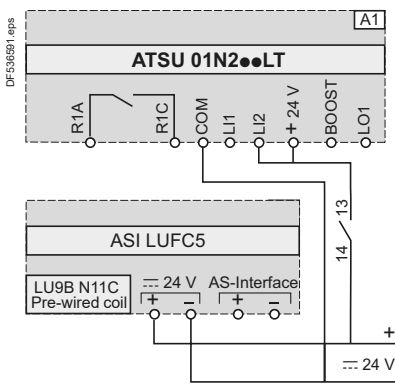 DF536591.eps
A1
ATSU 01N2●●LT
R1A
R1C
COM
LI1
LI2
+ 24 V
BOOST
LO1
ASI LUFC5
13
14
LU9B N11C
Pre-wired coil
⎓ 24 V AS-Interface
+ – + –
+
⎓ 24 V